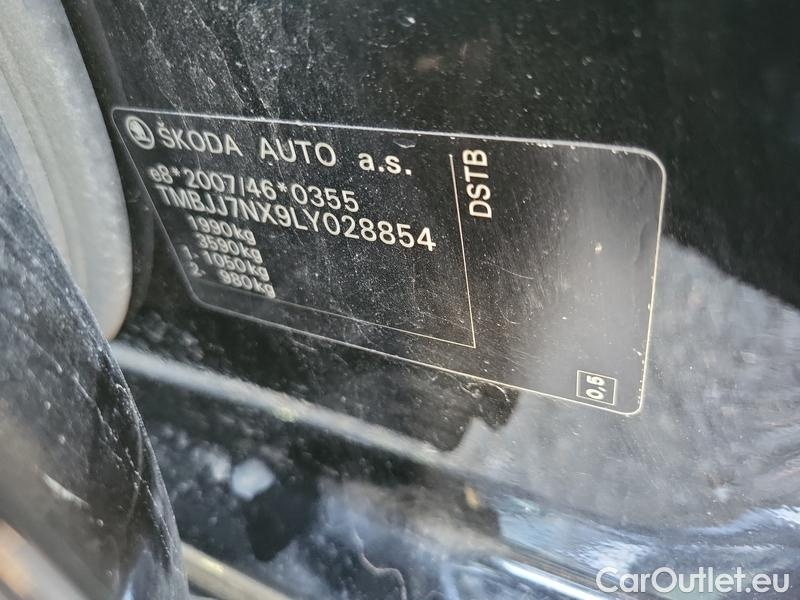 ŠKODA AUTO a.s.
e8*2007/46*0355
TMBJJ7NX9LY028854
1990kg
3590kg
1- 1050kg
2- 980kg
DSTB
0,5
CarOutlet.eu